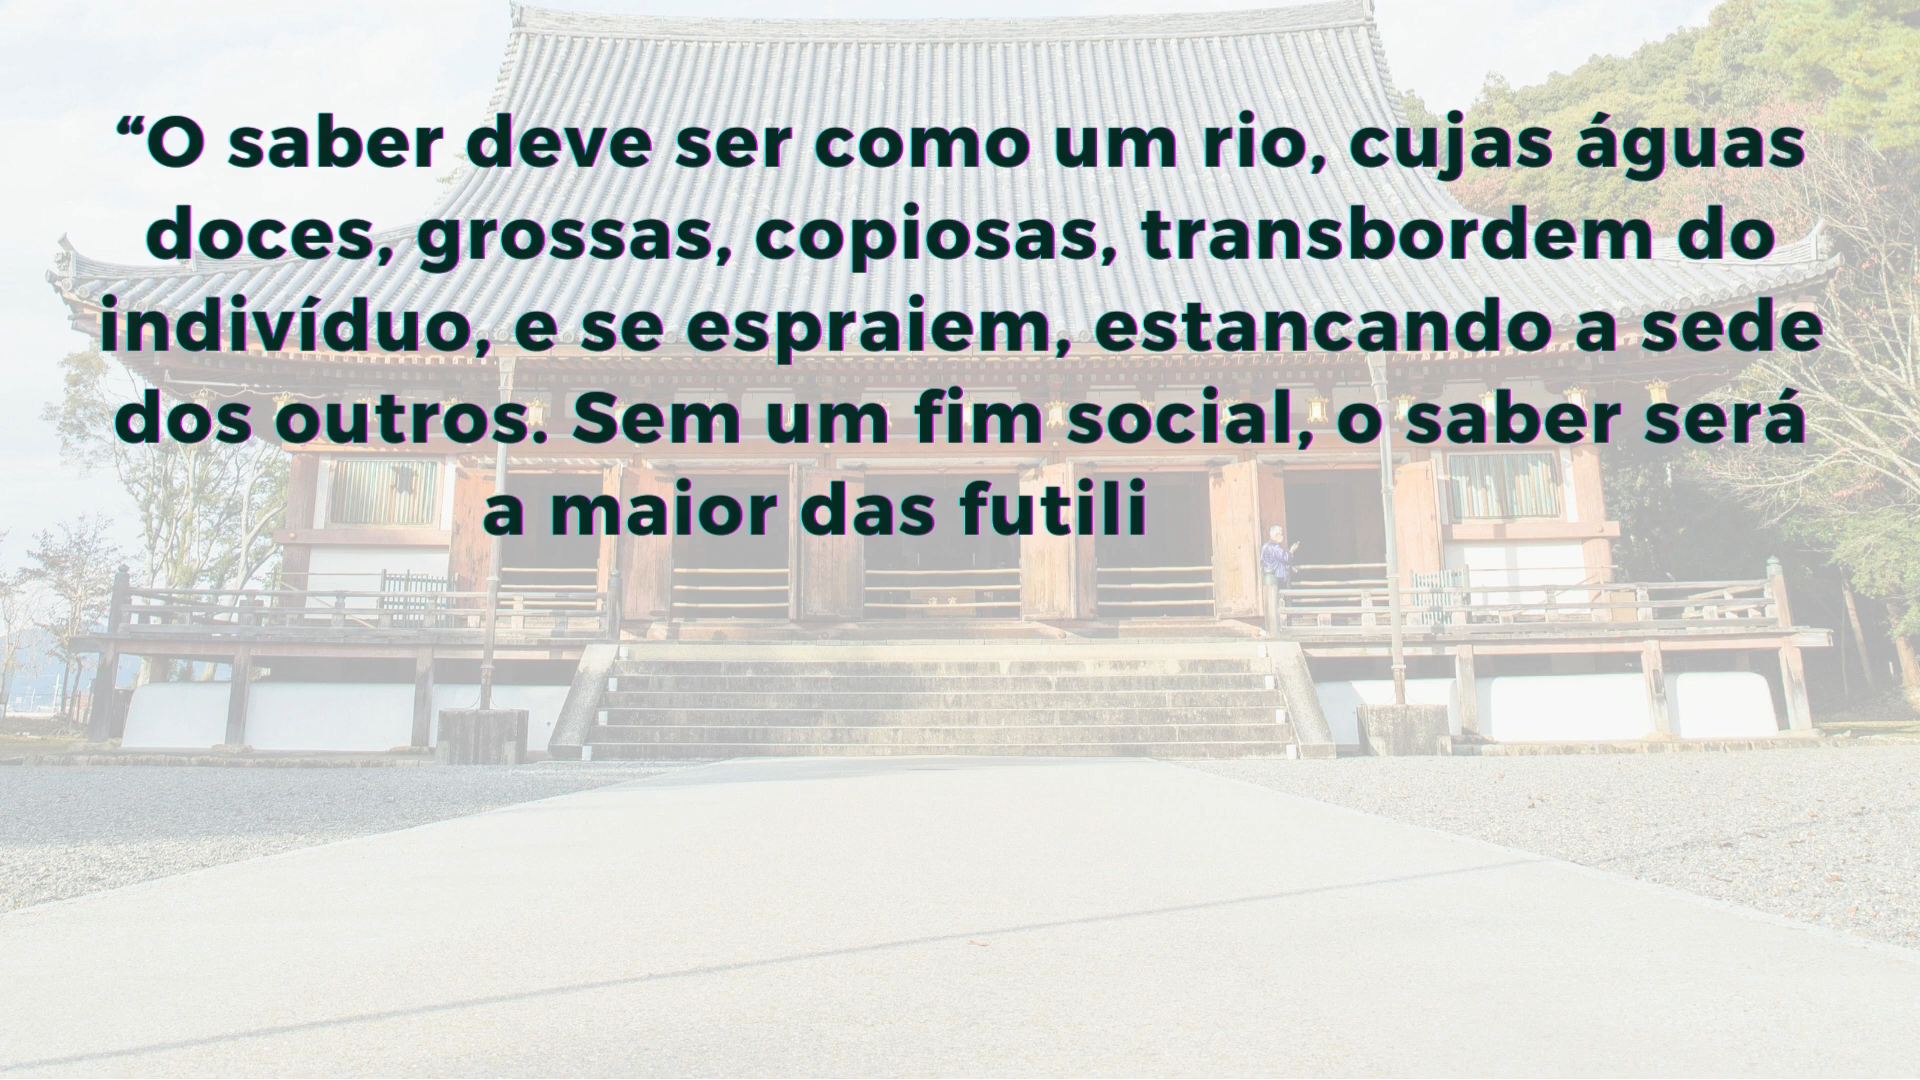 “O saber deve ser como um rio, cujas águas
doces, grossas, copiosas, transbordem do
indivíduo, e se espraiem, estancando a sede
dos outros. Sem um fim social, o saber será
a maior das futili